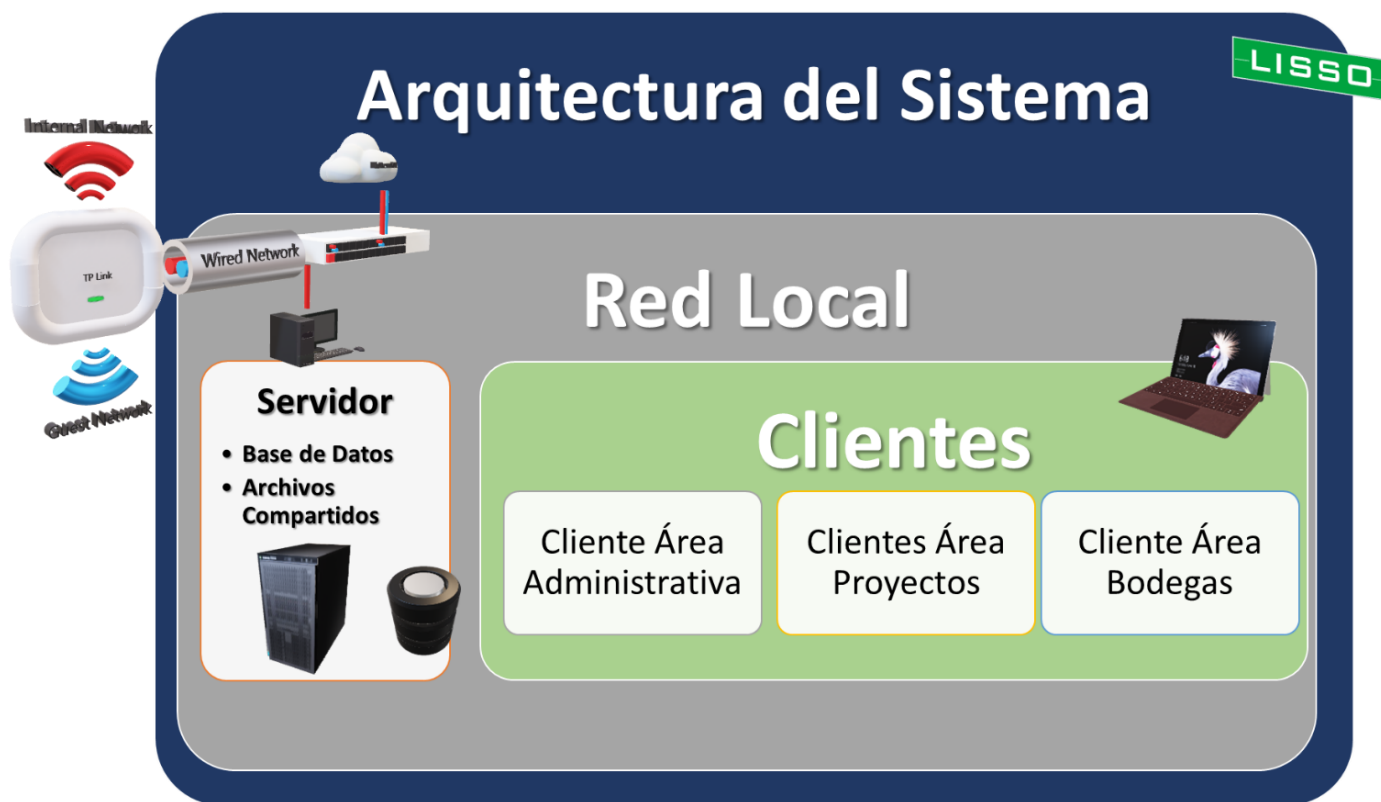 Arquitectura del Sistema
LISSO
Internal Network
Wired Network
TP Link
Guest Network
Red Local
Servidor
• Base de Datos
• Archivos
Compartidos
Clientes
Cliente Área
Administrativa
Clientes Área
Proyectos
Cliente Área
Bodegas